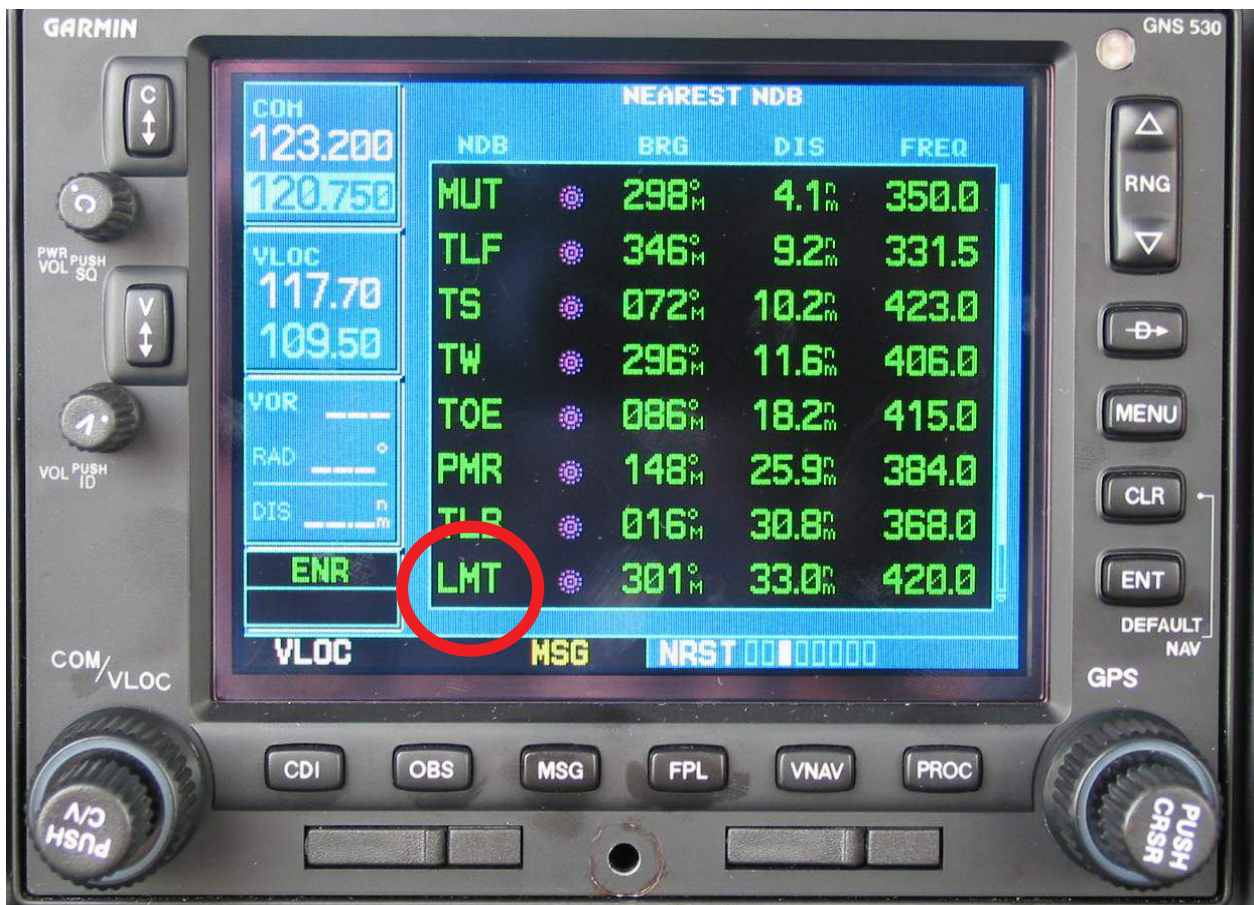 GARMIN
GNS 530
C
COM
123.200
120.750
PWR PUSH
VOL SQ
VLOC
117.70
109.50
V
VOR ___
RAD ___°
DIS __._nm
VOL PUSH
ID
ENR
NEAREST NDB
NDB BRG DIS FREQ
MUT 298°M 4.1nm 350.0
TLF 346°M 9.2nm 331.5
TS 072°M 10.2nm 423.0
TW 296°M 11.6nm 406.0
TOE 086°M 18.2nm 415.0
PMR 148°M 25.9nm 384.0
TLB 016°M 30.8nm 368.0
LMT 301°M 33.0nm 420.0
VLOC MSG NRST
RNG
D
MENU
CLR
ENT
DEFAULT
NAV
COM/VLOC
GPS
CDI OBS MSG FPL VNAV PROC
PUSH
C/V
PUSH
CRSR